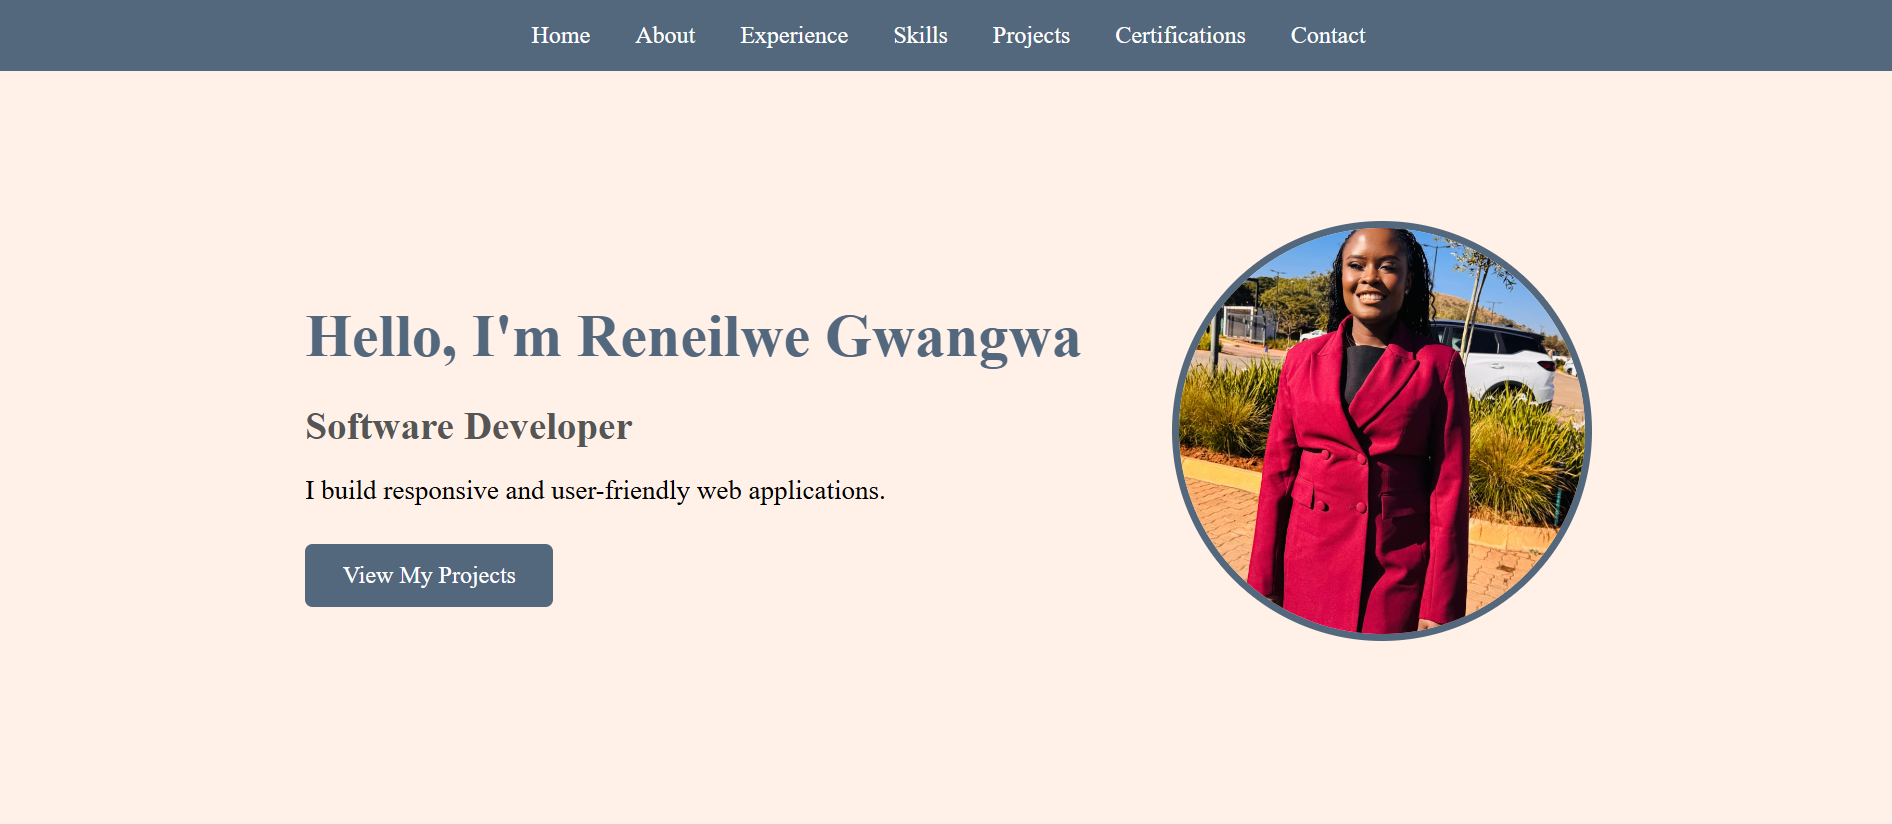 Home About Experience Skills Projects Certifications Contact
Hello, I'm Reneilwe Gwangwa
Software Developer
I build responsive and user-friendly web applications.
View My Projects